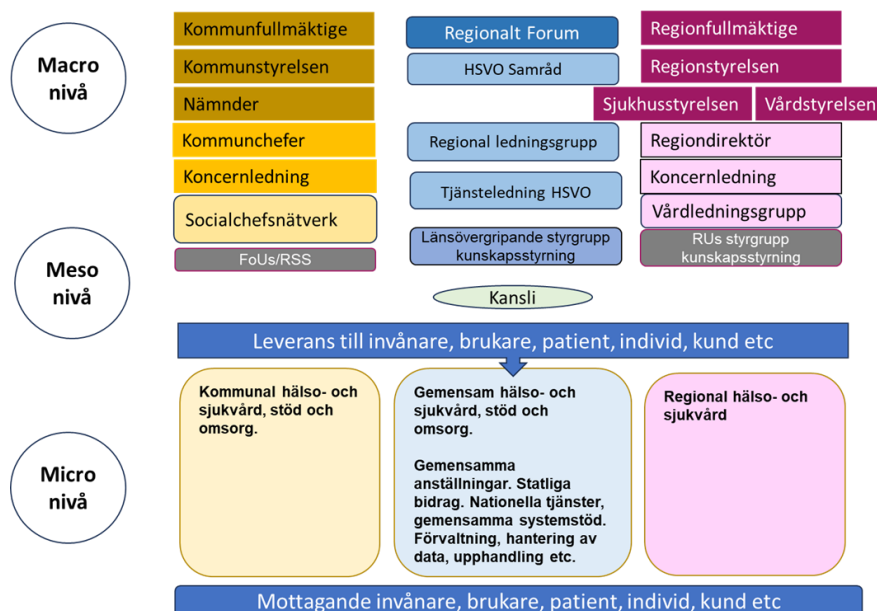 Macro
nivå
Kommunfullmäktige
Regionalt Forum
Regionfullmäktige
Kommunstyrelsen
HSVO Samråd
Regionstyrelsen
Nämnder
Sjukhusstyrelsen
Vårdstyrelsen
Kommunchefer
Regional ledningsgrupp
Regiondirektör
Koncernledning
Tjänsteledning HSVO
Koncernledning
Socialchefsnätverk
Vårdledningsgrupp
Meso
nivå
FoUs/RSS
Länsövergripande styrgrupp
kunskapsstyrning
RUs styrgrupp
kunskapsstyrning
Kansli
Leverans till invånare, brukare, patient, individ, kund etc
Micro
nivå
Kommunal hälso- och
sjukvård, stöd och
omsorg.
Gemensam hälso- och
sjukvård, stöd och
omsorg.
Gemensamma
anställningar. Statliga
bidrag. Nationella tjänster,
gemensamma systemstöd.
Förvaltning, hantering av
data, upphandling etc.
Regional hälso- och
sjukvård
Mottagande invånare, brukare, patient, individ, kund etc